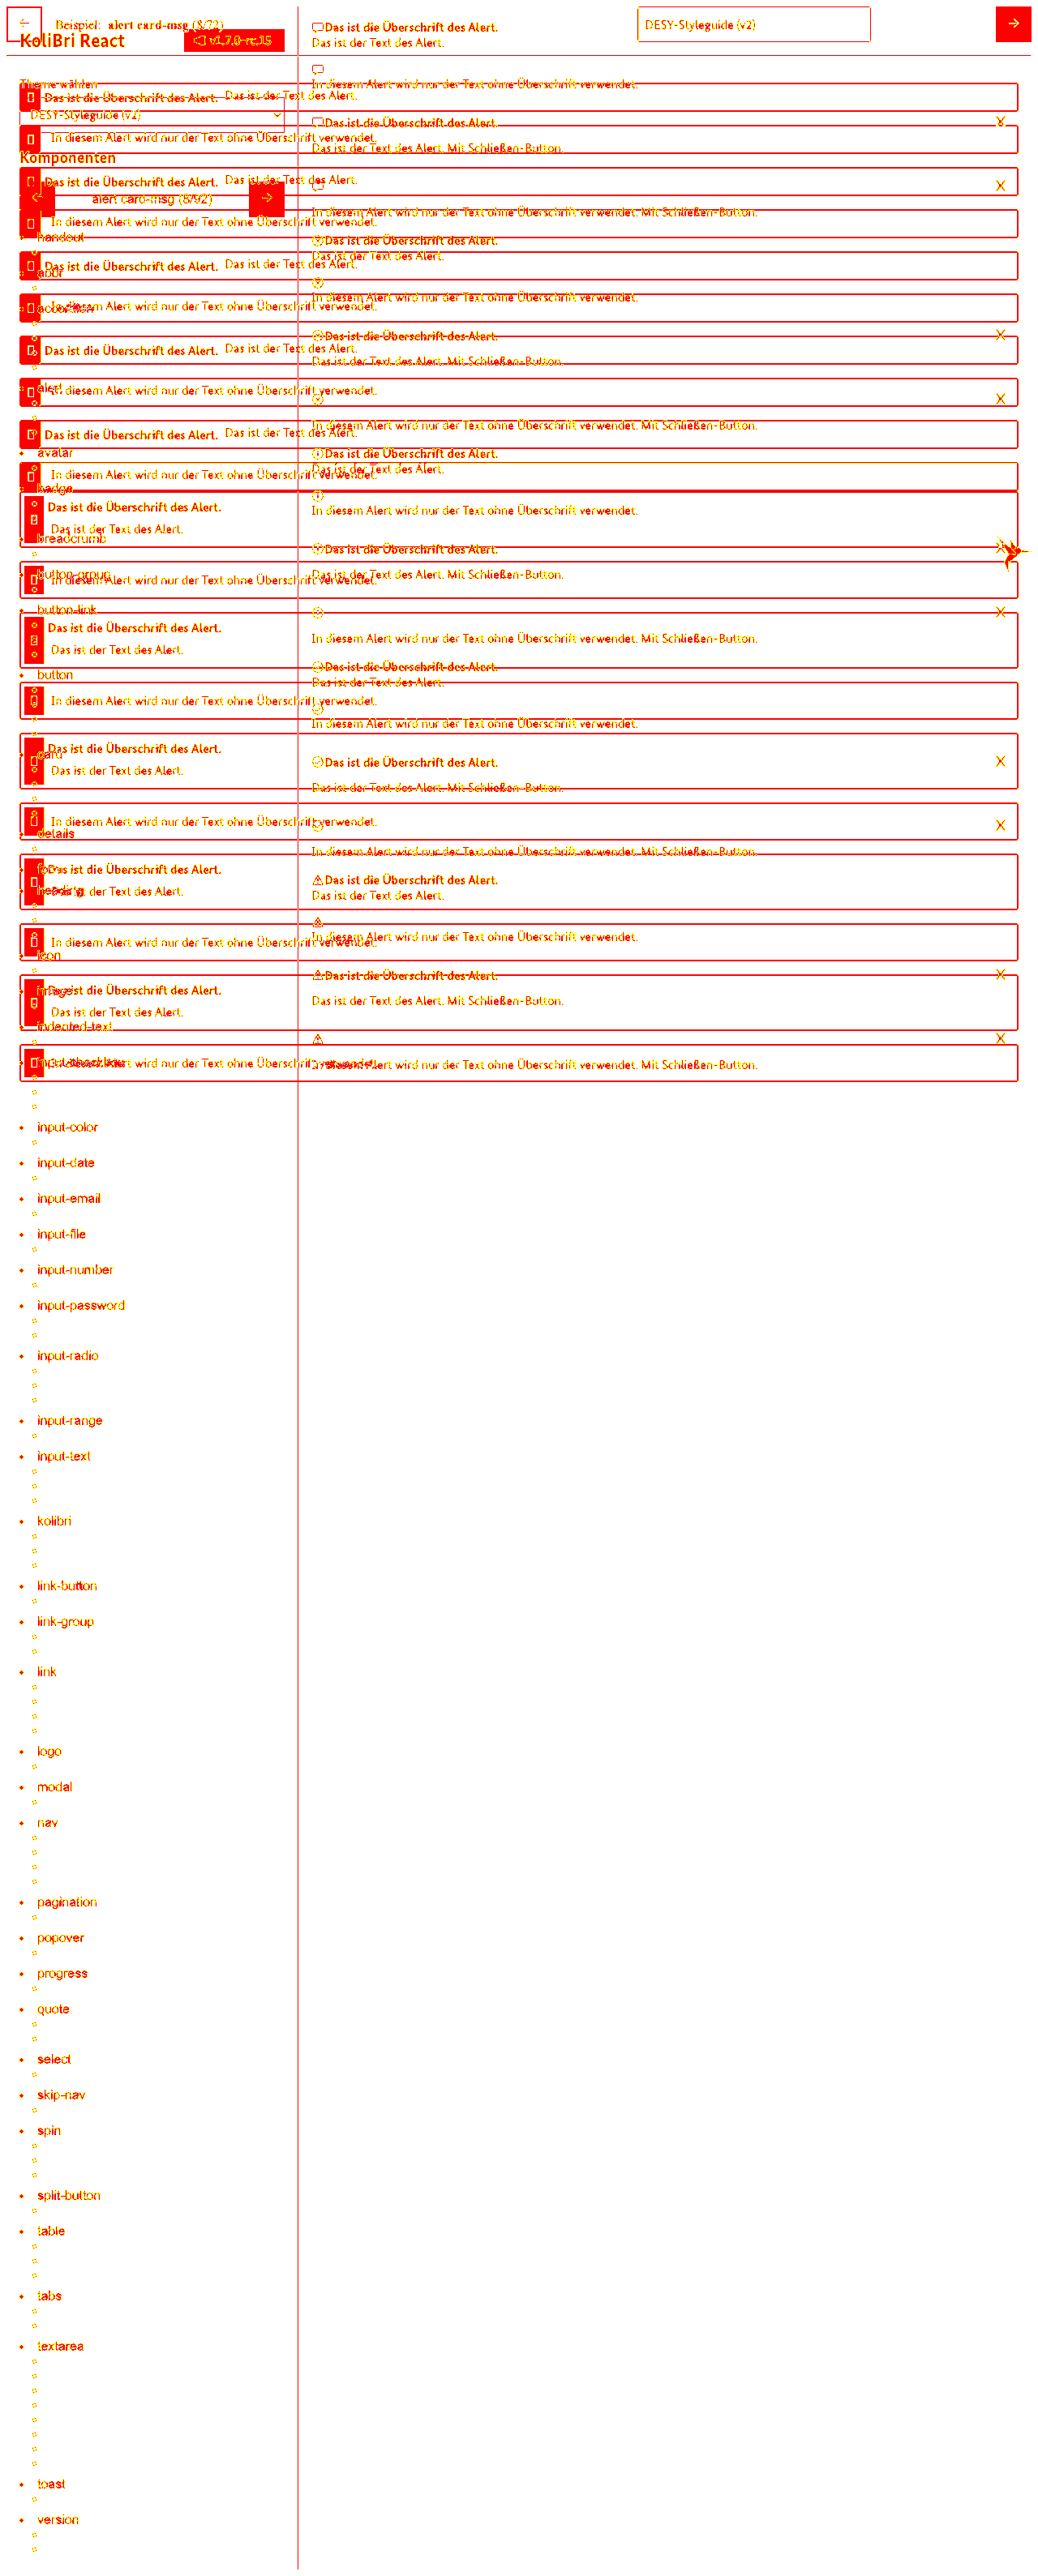 Beispiel: alert card-msg (8/72)
DESY-Styleguide (v2)
KoliBri React
v1.7.0-rc.15
Das ist die Überschrift des Alert.
Das ist der Text des Alert.
In diesem Alert wird nur der Text ohne Überschrift verwendet.
Theme wählen
Das ist die Überschrift des Alert. Das ist der Text des Alert.
DESY-Styleguide (v2)
Das ist die Überschrift des Alert.
In diesem Alert wird nur der Text ohne Überschrift verwendet.
Das ist der Text des Alert. Mit Schließen-Button.
Komponenten
Das ist die Überschrift des Alert. Das ist der Text des Alert.
alert card-msg (8/92)
In diesem Alert wird nur der Text ohne Überschrift verwendet. Mit Schließen-Button.
In diesem Alert wird nur der Text ohne Überschrift verwendet.
handout
Das ist die Überschrift des Alert.
Das ist der Text des Alert.
Das ist die Überschrift des Alert. Das ist der Text des Alert.
abbr
In diesem Alert wird nur der Text ohne Überschrift verwendet.
In diesem Alert wird nur der Text ohne Überschrift verwendet.
accordion
Das ist die Überschrift des Alert.
Das ist die Überschrift des Alert. Das ist der Text des Alert.
Das ist der Text des Alert. Mit Schließen-Button.
alert
In diesem Alert wird nur der Text ohne Überschrift verwendet.
In diesem Alert wird nur der Text ohne Überschrift verwendet. Mit Schließen-Button.
Das ist die Überschrift des Alert. Das ist der Text des Alert.
avatar
Das ist die Überschrift des Alert.
Das ist der Text des Alert.
In diesem Alert wird nur der Text ohne Überschrift verwendet.
badge
Das ist die Überschrift des Alert.
In diesem Alert wird nur der Text ohne Überschrift verwendet.
Das ist der Text des Alert.
breadcrumb
Das ist die Überschrift des Alert.
button-group
Das ist der Text des Alert. Mit Schließen-Button.
In diesem Alert wird nur der Text ohne Überschrift verwendet.
button-link
Das ist die Überschrift des Alert.
In diesem Alert wird nur der Text ohne Überschrift verwendet. Mit Schließen-Button.
Das ist der Text des Alert.
Das ist die Überschrift des Alert.
button
Das ist der Text des Alert.
In diesem Alert wird nur der Text ohne Überschrift verwendet.
In diesem Alert wird nur der Text ohne Überschrift verwendet.
Das ist die Überschrift des Alert.
card
Das ist die Überschrift des Alert.
Das ist der Text des Alert.
Das ist der Text des Alert. Mit Schließen-Button.
In diesem Alert wird nur der Text ohne Überschrift verwendet.
details
In diesem Alert wird nur der Text ohne Überschrift verwendet. Mit Schließen-Button.
Das ist die Überschrift des Alert.
Das ist die Überschrift des Alert.
heading
Das ist der Text des Alert.
Das ist der Text des Alert.
In diesem Alert wird nur der Text ohne Überschrift verwendet.
In diesem Alert wird nur der Text ohne Überschrift verwendet.
icon
Das ist die Überschrift des Alert.
image
Das ist die Überschrift des Alert.
Das ist der Text des Alert. Mit Schließen-Button.
Das ist der Text des Alert.
indented-text
input-checkbox
In diesem Alert wird nur der Text ohne Überschrift verwendet.
In diesem Alert wird nur der Text ohne Überschrift verwendet. Mit Schließen-Button.
input-color
input-date
input-email
input-file
input-number
input-password
input-radio
input-range
input-text
kolibri
link-button
link-group
link
logo
modal
nav
pagination
popover
progress
quote
select
skip-nav
spin
split-button
table
tabs
textarea
toast
version